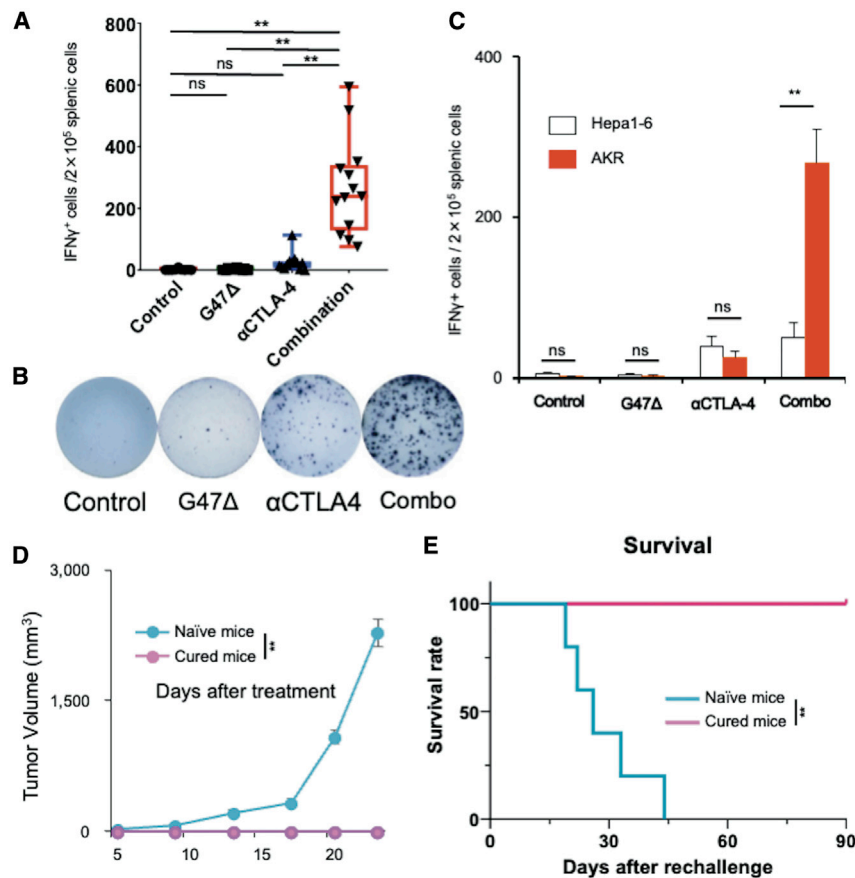 A
IFNγ⁺ cells /2×10⁵ splenic cells
800
600
400
200
0
**
**
**
ns
ns
Control
G47Δ
αCTLA-4
Combination
B
Control
G47Δ
αCTLA4
Combo
C
IFNγ+ cells / 2×10⁵ splenic cells
400
200
0
Hepa1-6
AKR
ns
ns
ns
**
Control
G47Δ
αCTLA-4
Combo
D
Tumor Volume (mm³)
3,000
1,500
0
Naïve mice
Cured mice
**
Days after treatment
5
10
15
20
E
Survival
Survival rate
100
50
0
Naïve mice
Cured mice
**
0
30
60
90
Days after rechallenge